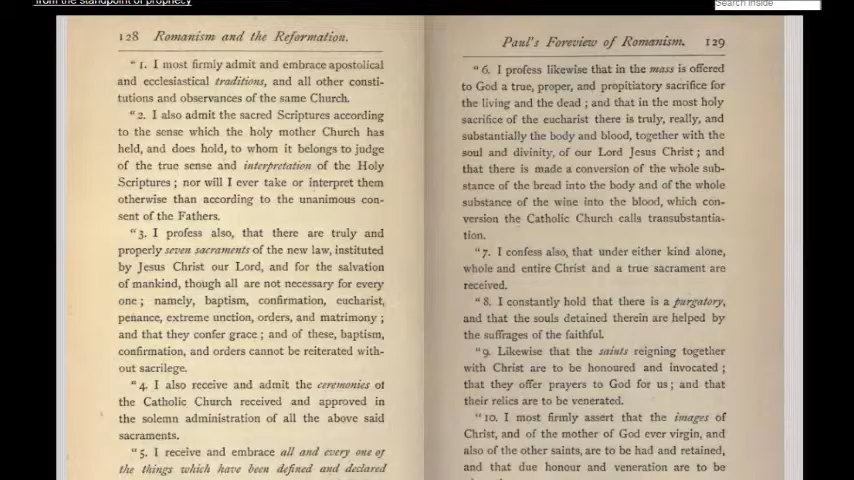 from the standpoint of prophecy
Search inside
128 Romanism and the Reformation.
"1. I most firmly admit and embrace apostolical
and ecclesiastical traditions, and all other consti-
tutions and observances of the same Church.
"2. I also admit the sacred Scriptures according
to the sense which the holy mother Church has
held, and does hold, to whom it belongs to judge
of the true sense and interpretation of the Holy
Scriptures; nor will I ever take or interpret them
otherwise than according to the unanimous con-
sent of the Fathers.
"3. I profess also, that there are truly and
properly seven sacraments of the new law, instituted
by Jesus Christ our Lord, and for the salvation
of mankind, though all are not necessary for every
one; namely, baptism, confirmation, eucharist,
penance, extreme unction, orders, and matrimony;
and that they confer grace; and of these, baptism,
confirmation, and orders cannot be reiterated with-
out sacrilege.
"4. I also receive and admit the ceremonies of
the Catholic Church received and approved in
the solemn administration of all the above said
sacraments.
"5. I receive and embrace all and every one of
the things which have been defined and declared
Paul's Foreview of Romanism. 129
"6. I profess likewise that in the mass is offered
to God a true, proper, and propitiatory sacrifice for
the living and the dead; and that in the most holy
sacrifice of the eucharist there is truly, really, and
substantially the body and blood, together with the
soul and divinity, of our Lord Jesus Christ; and
that there is made a conversion of the whole sub-
stance of the bread into the body and of the whole
substance of the wine into the blood, which con-
version the Catholic Church calls transubstantia-
tion.
"7. I confess also, that under either kind alone,
whole and entire Christ and a true sacrament are
received.
"8. I constantly hold that there is a purgatory,
and that the souls detained therein are helped by
the suffrages of the faithful.
"9. Likewise that the saints reigning together
with Christ are to be honoured and invocated;
that they offer prayers to God for us; and that
their relics are to be venerated.
"10. I most firmly assert that the images of
Christ, and of the mother of God ever virgin, and
also of the other saints, are to be had and retained,
and that due honour and veneration are to be